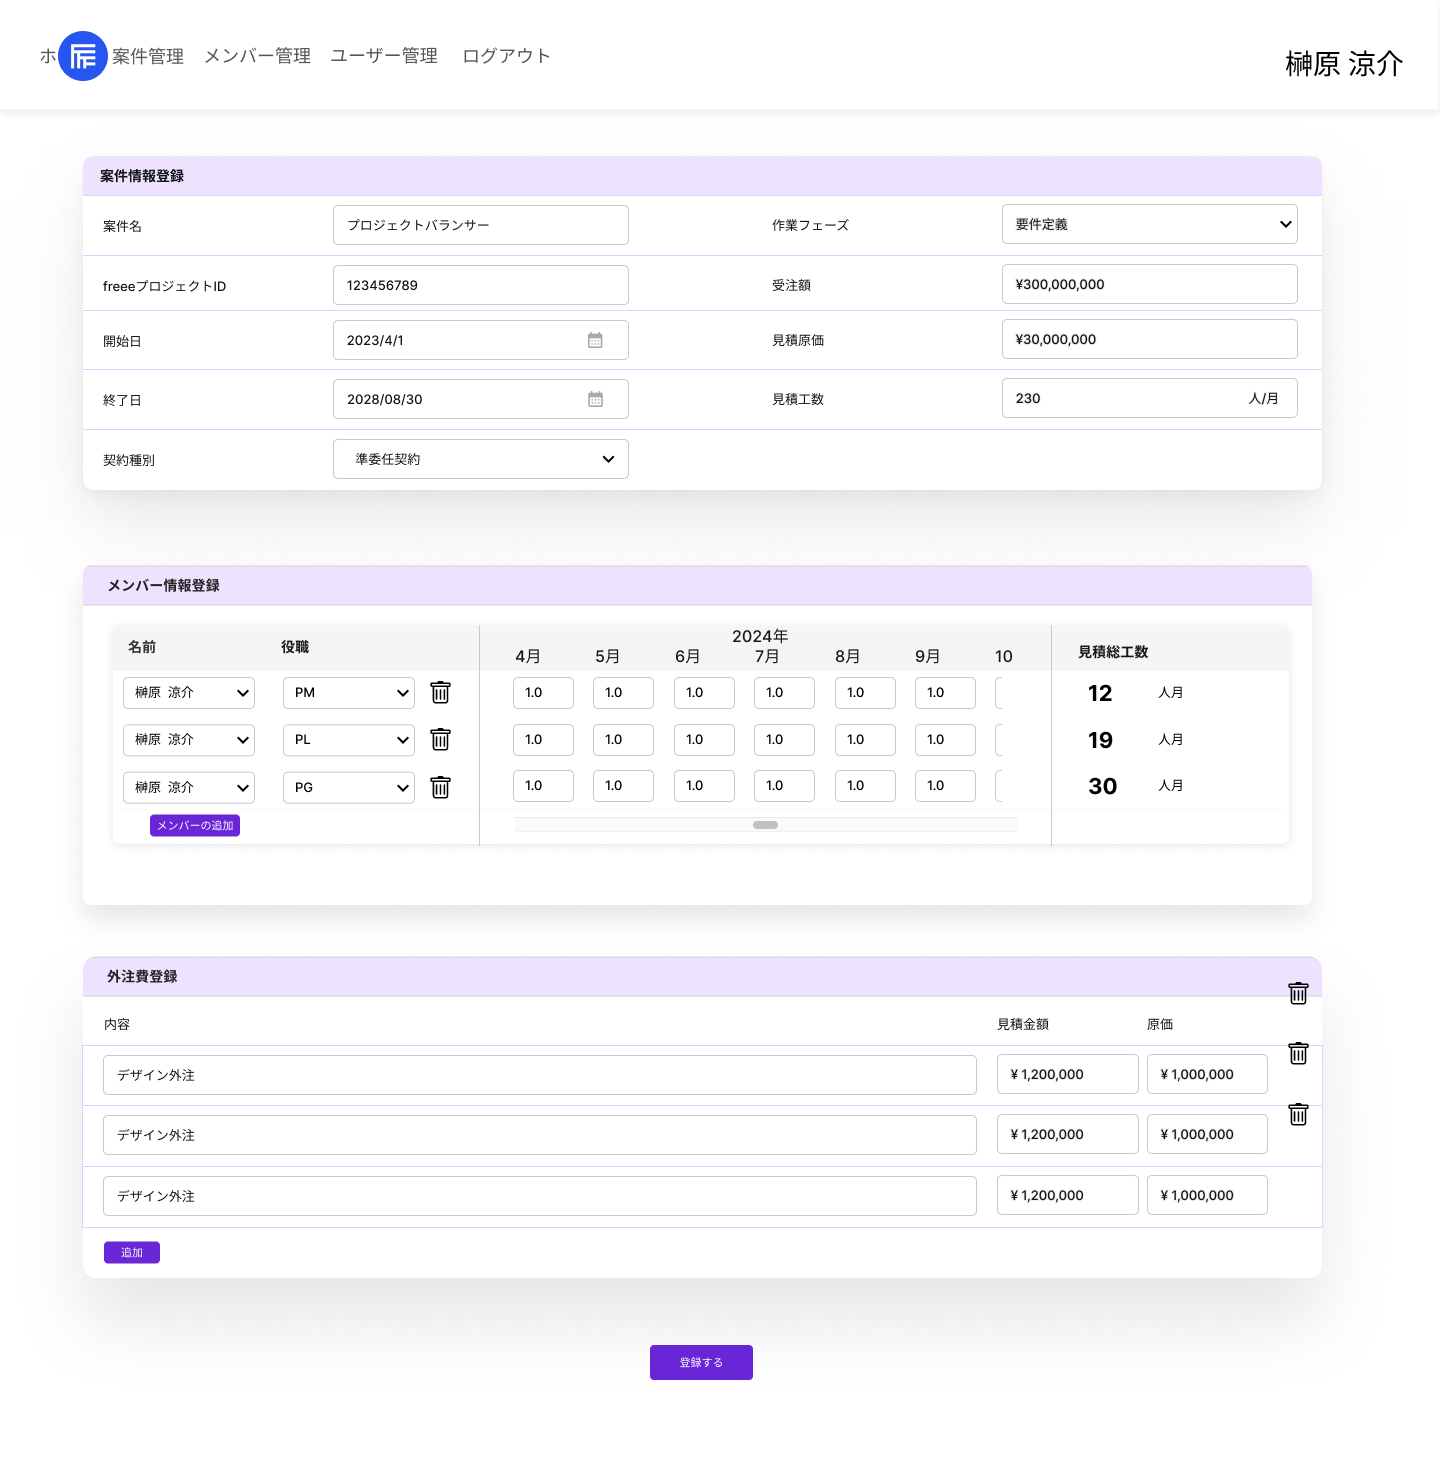 ホ 案件管理 メンバー管理 ユーザー管理 ログアウト
榊原 涼介
案件情報登録
案件名 プロジェクトバランサー 作業フェーズ 要件定義
freeeプロジェクトID 123456789 受注額 ¥300,000,000
開始日 2023/4/1 見積原価 ¥30,000,000
終了日 2028/08/30 見積工数 230 人/月
契約種別 準委任契約
メンバー情報登録
名前 役職 2024年 見積総工数
4月 5月 6月 7月 8月 9月 10
榊原 涼介 PM 1.0 1.0 1.0 1.0 1.0 1.0 12 人月
榊原 涼介 PL 1.0 1.0 1.0 1.0 1.0 1.0 19 人月
榊原 涼介 PG 1.0 1.0 1.0 1.0 1.0 1.0 30 人月
メンバーの追加
外注費登録
内容 見積金額 原価
デザイン外注 ¥ 1,200,000 ¥ 1,000,000
デザイン外注 ¥ 1,200,000 ¥ 1,000,000
デザイン外注 ¥ 1,200,000 ¥ 1,000,000
追加
登録する